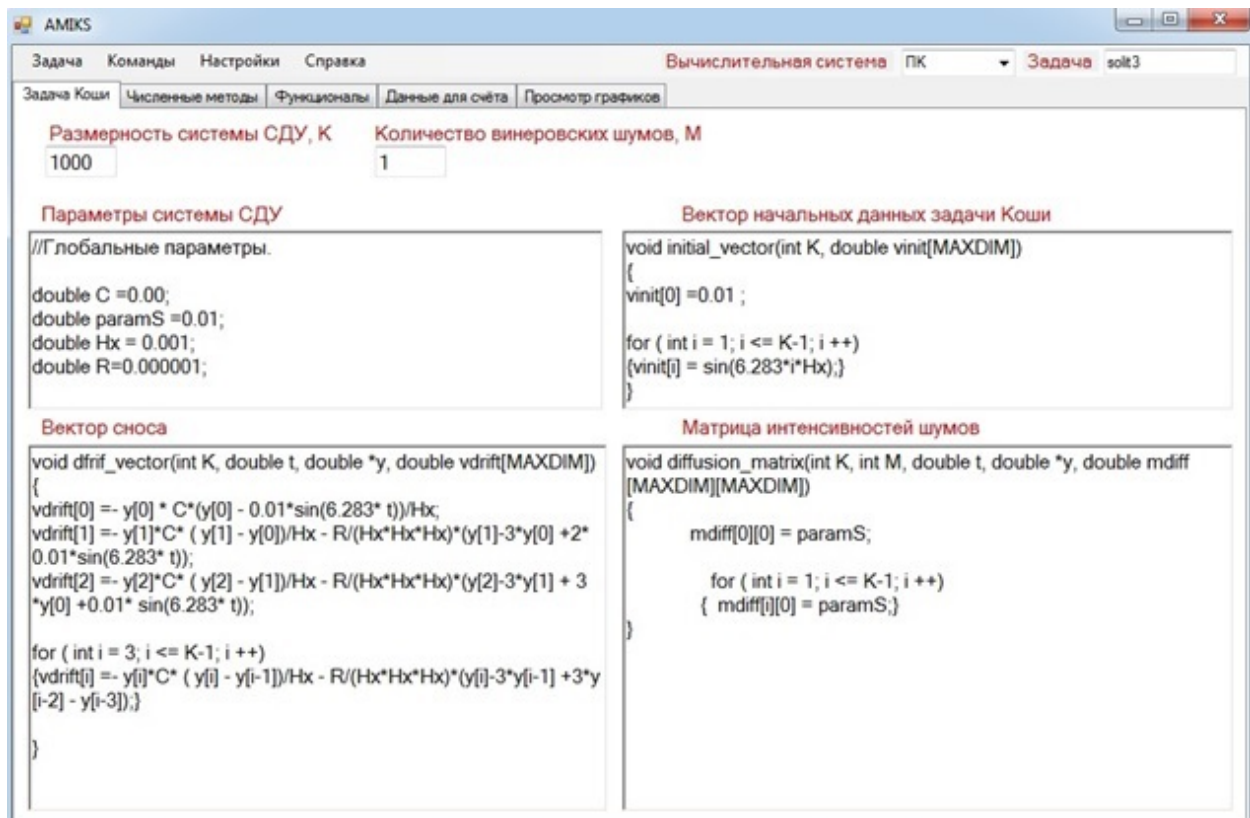 AMIKS
Задача Команды Настройки Справка Вычислительная система ПК Задача solit3
Задача Коши Численные методы Функционалы Данные для счёта Просмотр графиков
Размерность системы СДУ, K Количество винеровских шумов, M
1000 1
Параметры системы СДУ
//Глобальные параметры.
double C =0.00;
double paramS =0.01;
double Hx = 0.001;
double R=0.000001;
Вектор начальных данных задачи Коши
void initial_vector(int K, double vinit[MAXDIM])
{
vinit[0] =0.01 ;
for ( int i = 1; i <= K-1; i ++)
{vinit[i] = sin(6.283*i*Hx);}
}
Вектор сноса
void dfrif_vector(int K, double t, double *y, double vdrift[MAXDIM])
{
vdrift[0] =- y[0] * C*(y[0] - 0.01*sin(6.283* t))/Hx;
vdrift[1] =- y[1]*C* ( y[1] - y[0])/Hx - R/(Hx*Hx*Hx)*(y[1]-3*y[0] +2*
0.01*sin(6.283* t));
vdrift[2] =- y[2]*C* ( y[2] - y[1])/Hx - R/(Hx*Hx*Hx)*(y[2]-3*y[1] + 3
*y[0] +0.01* sin(6.283* t));
for ( int i = 3; i <= K-1; i ++)
{vdrift[i] =- y[i]*C* ( y[i] - y[i-1])/Hx - R/(Hx*Hx*Hx)*(y[i]-3*y[i-1] +3*y
[i-2] - y[i-3]);}
}
Матрица интенсивностей шумов
void diffusion_matrix(int K, int M, double t, double *y, double mdiff
[MAXDIM][MAXDIM])
{
mdiff[0][0] = paramS;
for ( int i = 1; i <= K-1; i ++)
{ mdiff[i][0] = paramS;}
}